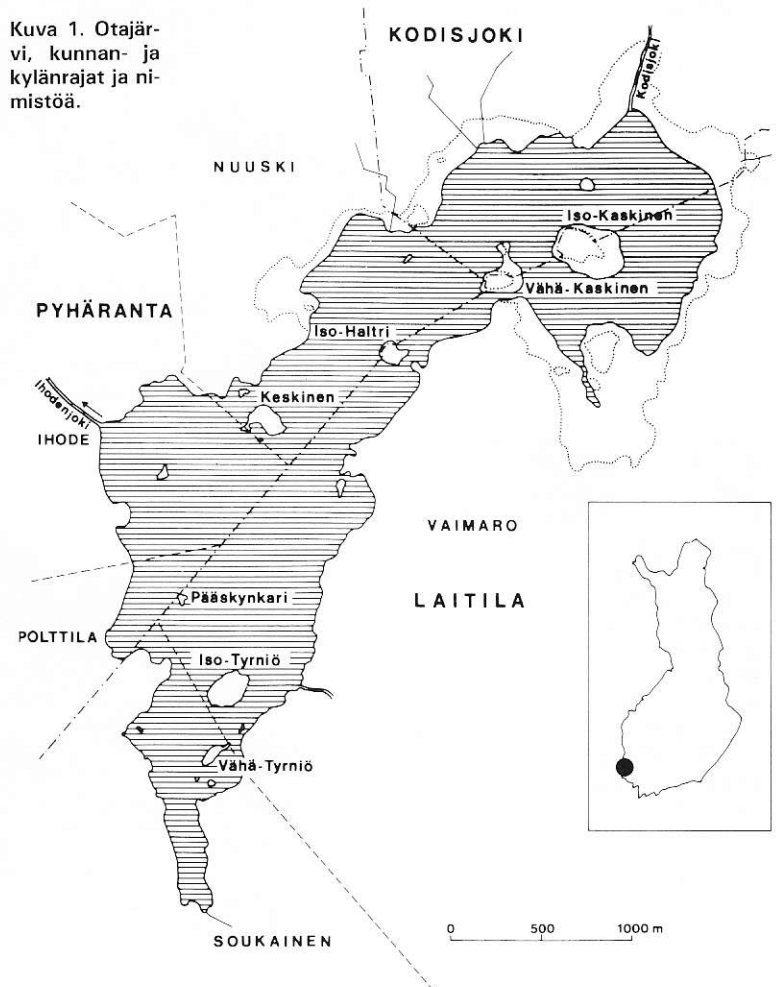 Kuva 1. Otajär-
vi, kunnan- ja
kylänrajat ja ni-
mistöä.
KODISJOKI
Kodisjoki
NUUSKI
Iso-Kaskinen
Vähä-Kaskinen
PYHÄRANTA
Iso-Haltri
Keskinen
Ihodenjoki
IHODE
VAIMARO
LAITILA
Pääskynkari
POLTTILA
Iso-Tyrniö
Vähä-Tyrniö
SOUKAINEN
0 500 1000 m